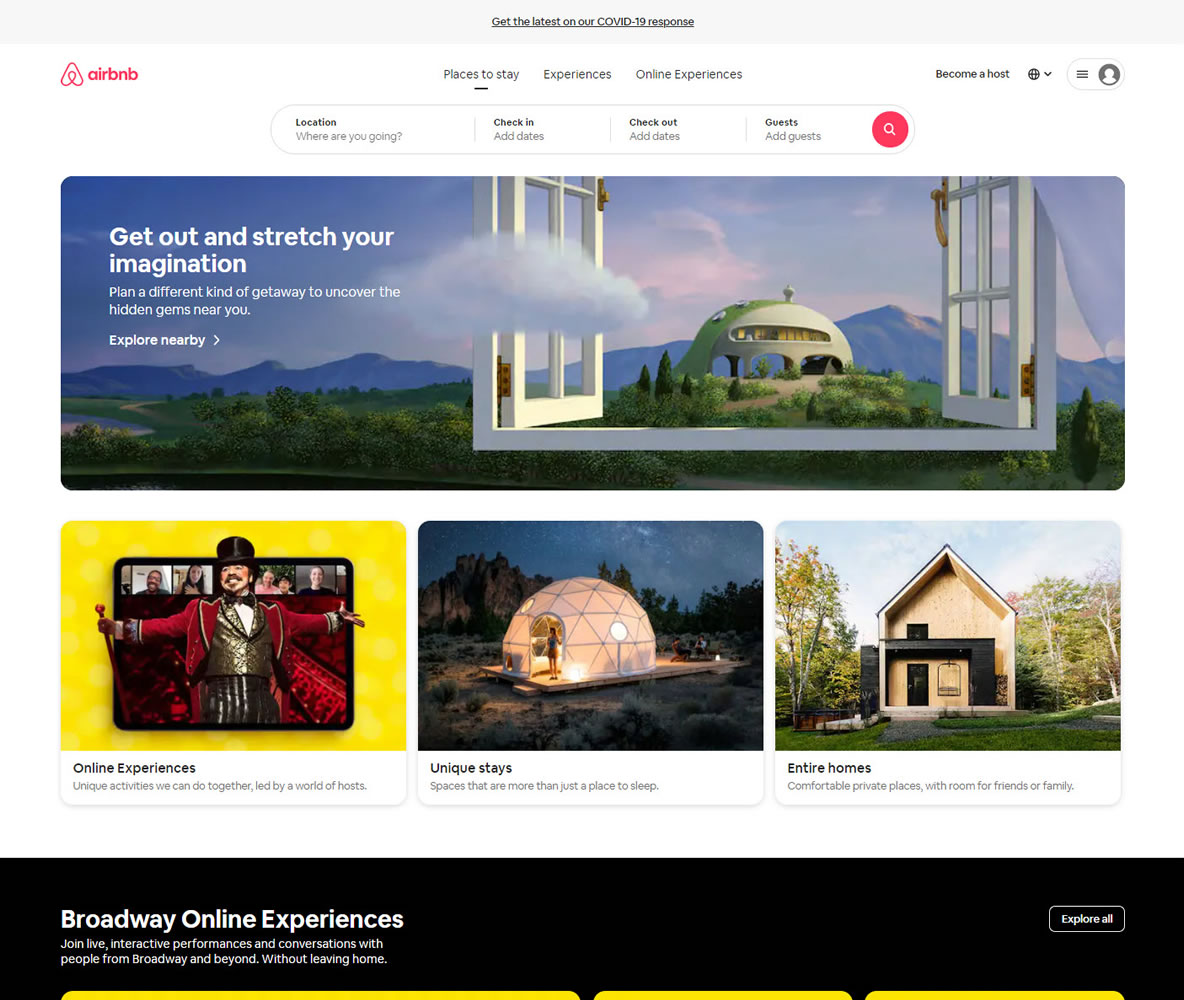 Get the latest on our COVID-19 response
airbnb
Places to stay
Experiences
Online Experiences
Become a host
Location
Where are you going?
Check in
Add dates
Check out
Add dates
Guests
Add guests
Get out and stretch your
imagination
Plan a different kind of getaway to uncover the
hidden gems near you.
Explore nearby
Online Experiences
Unique activities we can do together, led by a world of hosts.
Unique stays
Spaces that are more than just a place to sleep.
Entire homes
Comfortable private places, with room for friends or family.
Broadway Online Experiences
Explore all
Join live, interactive performances and conversations with
people from Broadway and beyond. Without leaving home.